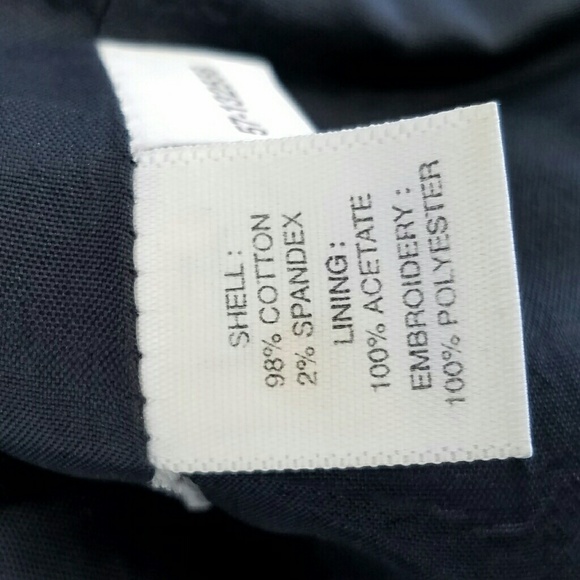 SHELL:
98% COTTON
2% SPANDEX
LINING:
100% ACETATE
EMBROIDERY:
100% POLYESTER